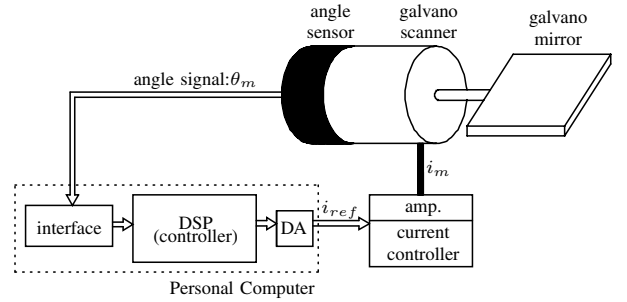 angle
sensor
galvano
scanner
galvano
mirror
angle signal:θm
im
interface
DSP
(controller)
DA
iref
amp.
current
controller
Personal Computer